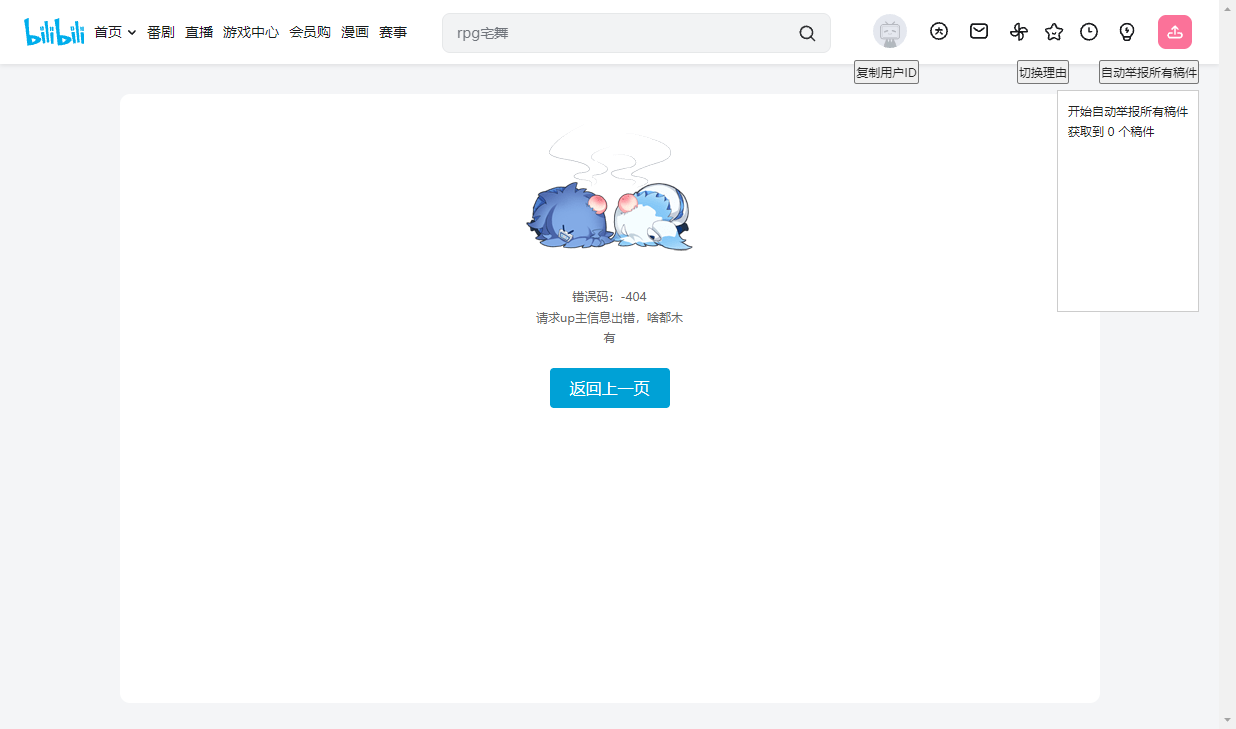 bilibili 首页 番剧 直播 游戏中心 会员购 漫画 赛事 rpg宅舞
复制用户ID 切换理由 自动举报所有稿件
开始自动举报所有稿件
获取到 0 个稿件
错误码：-404
请求up主信息出错，啥都木
有
返回上一页